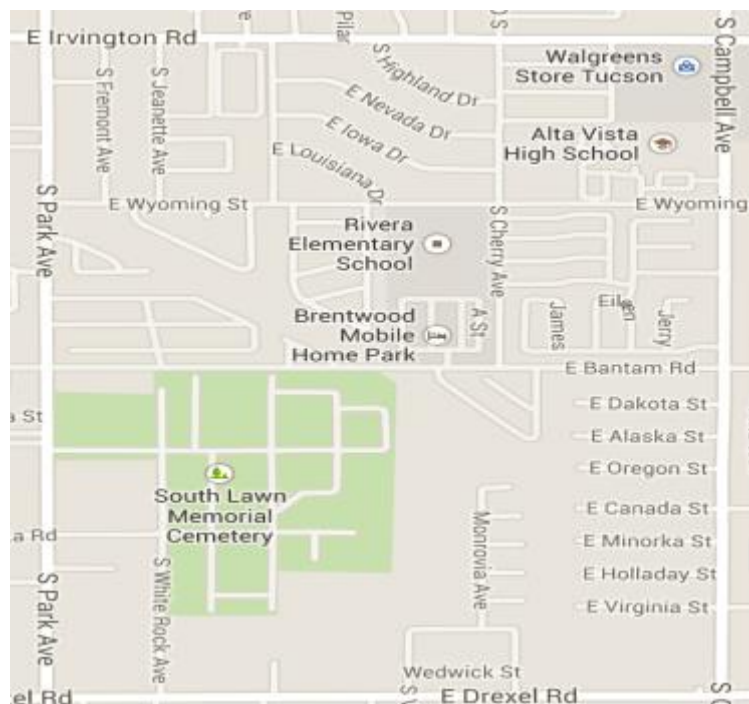 Pilar
E Irvington Rd
S Highland Dr
Walgreens
Store Tucson
S Campbell Ave
S Fremont Ave
S Jeanette Ave
E Nevada Dr
E Iowa Dr
Alta Vista
High School
E Louisiana Dr
S Park Ave
E Wyoming St
E Wyoming
Rivera
Elementary
School
S Cherry Ave
Brentwood
Mobile
Home Park
A St
James
Jerry
E Bantam Rd
E Dakota St
a St
E Alaska St
E Oregon St
South Lawn
Memorial
Cemetery
E Canada St
Monrovia Ave
a Rd
E Minorka St
S White Rock Ave
E Holladay St
S Park Ave
E Virginia St
Wedwick St
el Rd
E Drexel Rd